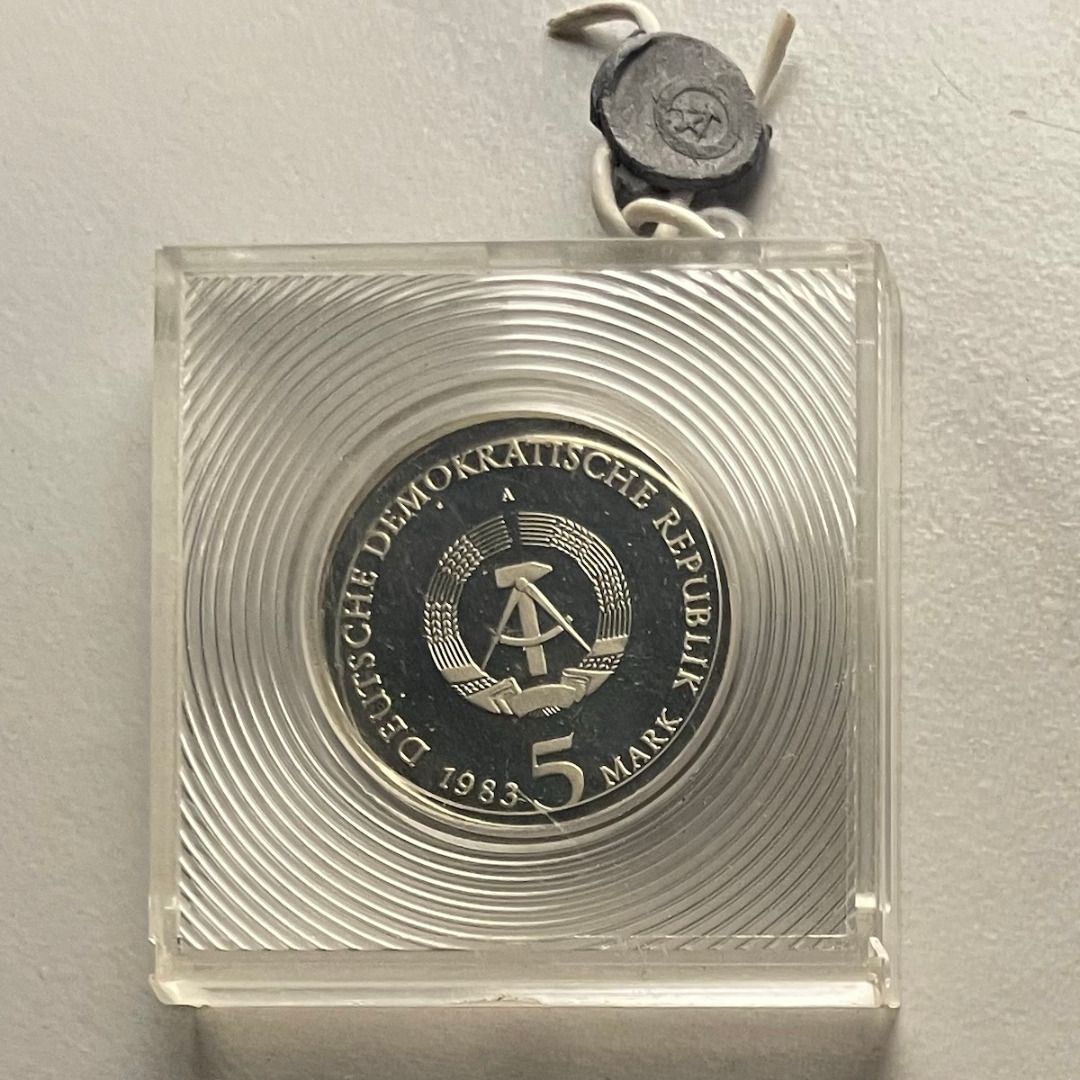 DEUTSCHE DEMOKRATISCHE REPUBLIK
A
1983 5 MARK